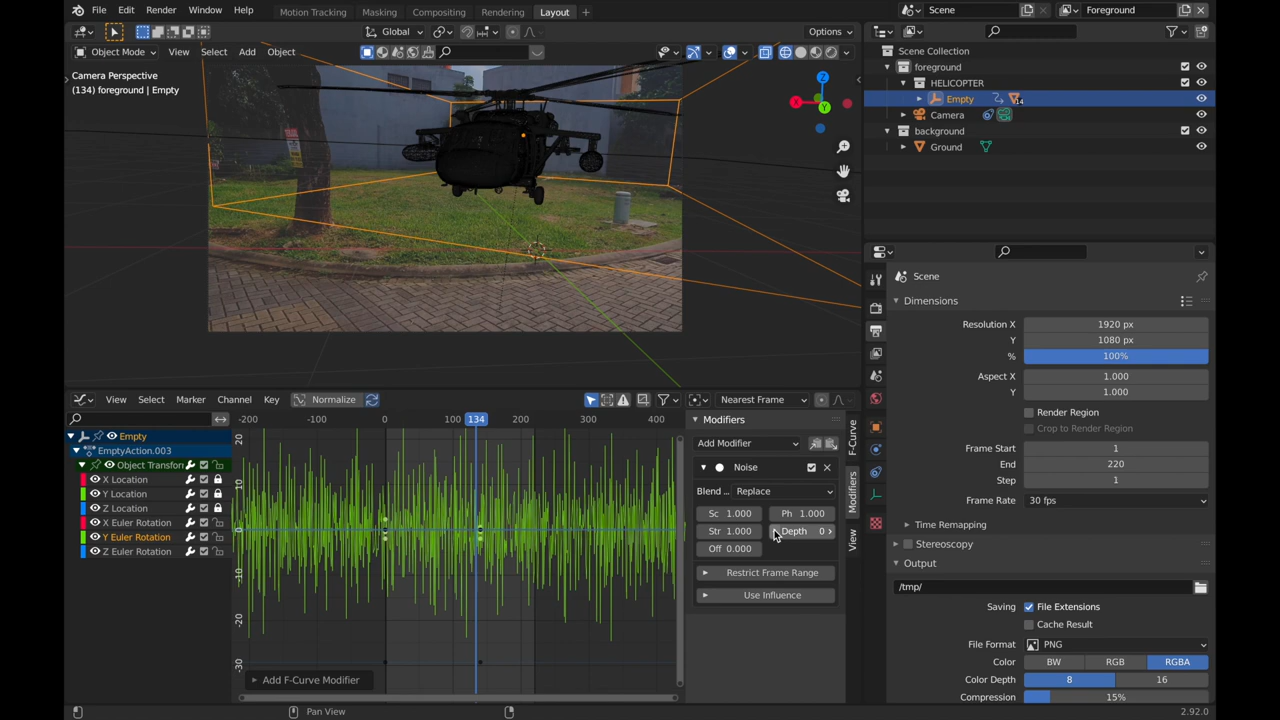 File Edit Render Window Help Motion Tracking Masking Compositing Rendering Layout + Scene Foreground
Global Options
Object Mode View Select Add Object
Camera Perspective
(134) foreground | Empty
X Y Z
Scene Collection
foreground
HELICOPTER
Empty 14
Camera
background
Ground
Scene
Dimensions
Resolution X 1920 px
Y 1080 px
% 100%
Aspect X 1.000
Y 1.000
Render Region
Crop to Render Region
Frame Start 1
End 220
Step 1
Frame Rate 30 fps
Time Remapping
Stereoscopy
Output
/tmp/
Saving File Extensions
Cache Result
File Format PNG
Color BW RGB RGBA
Color Depth 8 16
Compression 15%
View Select Marker Channel Key Normalize Nearest Frame
-200 -100 0 100 134 200 300 400
20
10
0
-10
-20
-30
Empty
EmptyAction.003
Object Transfor
X Location
Y Location
Z Location
X Euler Rotation
Y Euler Rotation
Z Euler Rotation
Add F-Curve Modifier
Modifiers
Add Modifier
Noise
Blend ... Replace
Sc 1.000 Ph 1.000
Str 1.000 Depth 0
Off 0.000
Restrict Frame Range
Use Influence
F-Curve
Modifiers
View
Pan View
2.92.0